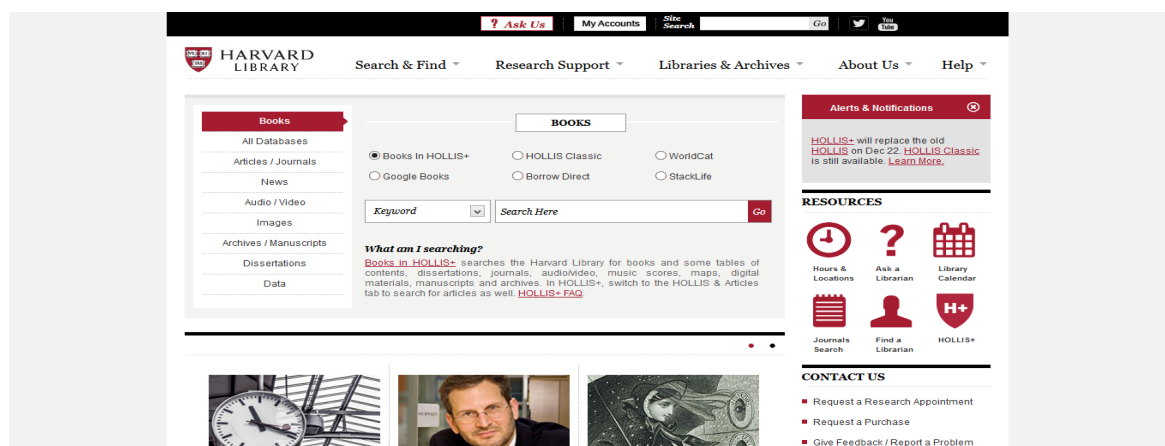 ? Ask Us
My Accounts
Site Search
Go
You Tube
HARVARD
LIBRARY
Search & Find
Research Support
Libraries & Archives
About Us
Help
Books
All Databases
Articles / Journals
News
Audio / Video
Images
Archives / Manuscripts
Dissertations
Data
BOOKS
Books In HOLLIS+
HOLLIS Classic
WorldCat
Google Books
Borrow Direct
StackLife
Keyword
Search Here
Go
What am I searching?
Books in HOLLIS+ searches the Harvard Library for books and some tables of
contents, dissertations, journals, audio/video, music scores, maps, digital
materials, manuscripts and archives. In HOLLIS+, switch to the HOLLIS & Articles
tab to search for articles as well. HOLLIS+ FAQ.
Alerts & Notifications
HOLLIS+ will replace the old
HOLLIS on Dec 22. HOLLIS Classic
is still available. Learn More.
RESOURCES
?
Hours &
Locations
Ask a
Librarian
Library
Calendar
H+
Journals
Search
Find a
Librarian
HOLLIS+
CONTACT US
Request a Research Appointment
Request a Purchase
Give Feedback / Report a Problem